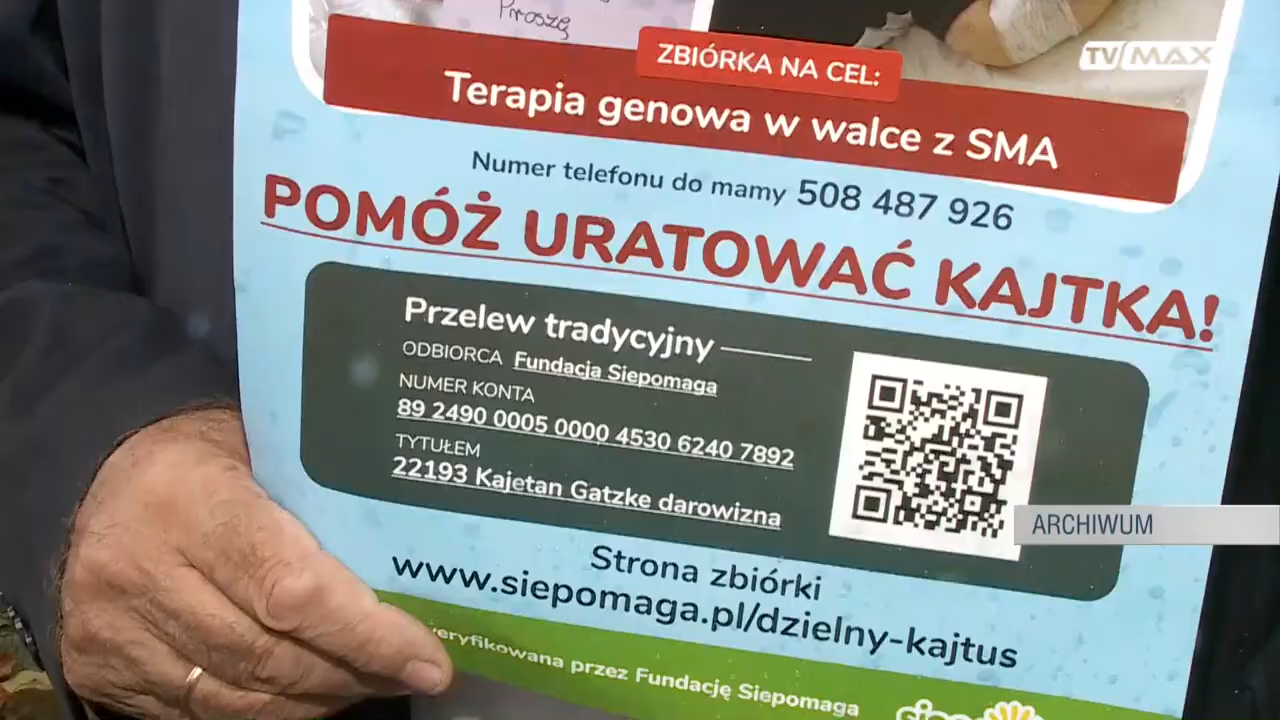 Proszę
TV MAX
ZBIÓRKA NA CEL:
Terapia genowa w walce z SMA
Numer telefonu do mamy 508 487 926
POMÓŻ URATOWAĆ KAJTKA!
Przelew tradycyjny
ODBIORCA Fundacja Siepomaga
NUMER KONTA
89 2490 0005 0000 4530 6240 7892
TYTUŁEM
22193 Kajetan Gatzke darowizna
ARCHIWUM
Strona zbiórki
www.siepomaga.pl/dzielny-kajtus
eryfikowana przez Fundację Siepomaga